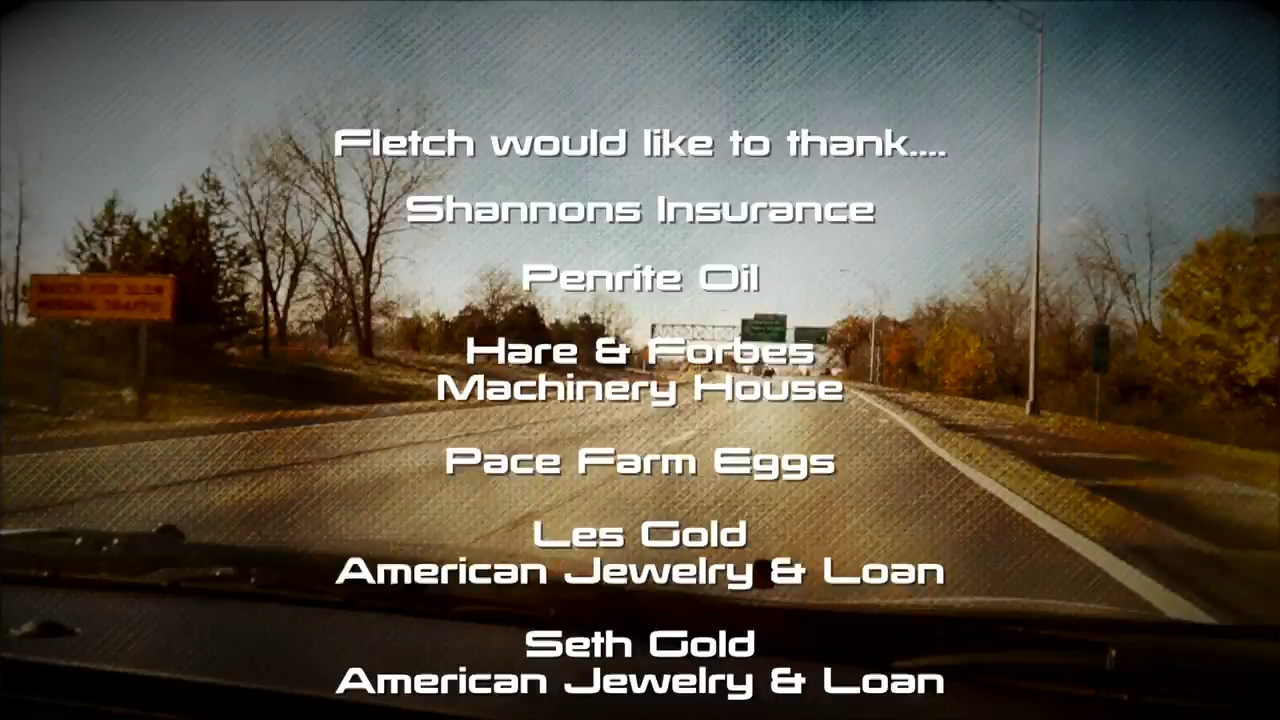 Fletch would like to thank....
Shannons Insurance
Penrite Oil
Hare & Forbes
Machinery House
Pace Farm Eggs
Les Gold
American Jewelry & Loan
Seth Gold
American Jewelry & Loan